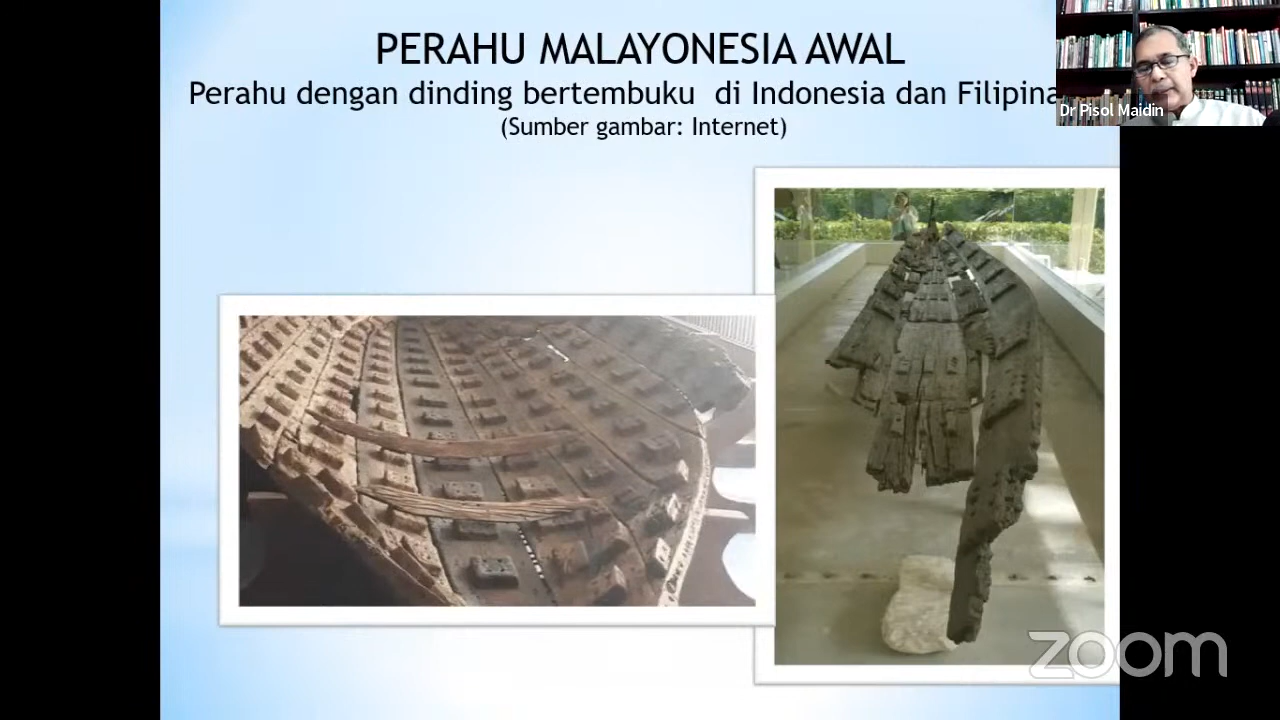 PERAHU MALAYONESIA AWAL
Perahu dengan dinding bertembuku di Indonesia dan Filipina
(Sumber gambar: Internet)
Dr Pisol Maidin
zoom